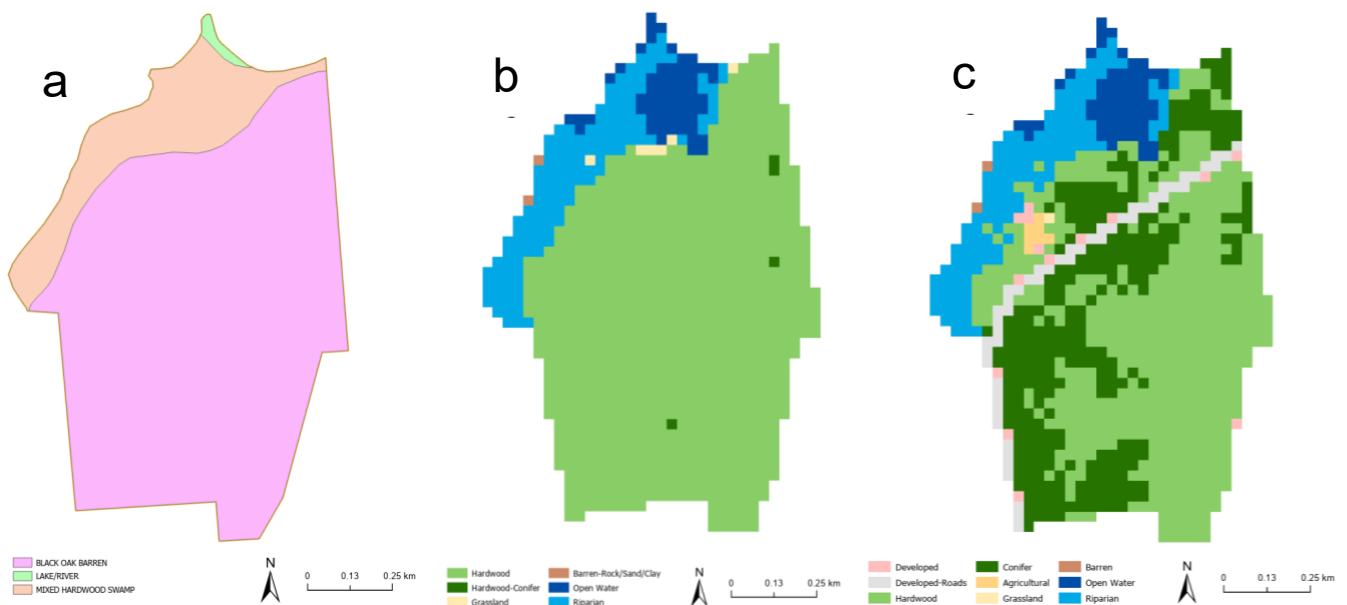 a
b
c
BLACK OAK BARREN
LAKE/RIVER
MIXED HARDWOOD SWAMP
N
0 0.13 0.25 km
Hardwood
Hardwood-Conifer
Grassland
Barren-Rock/Sand/Clay
Open Water
Riparian
N
0 0.13 0.25 km
Developed
Developed-Roads
Hardwood
Conifer
Agricultural
Grassland
Barren
Open Water
Riparian
N
0 0.13 0.25 km